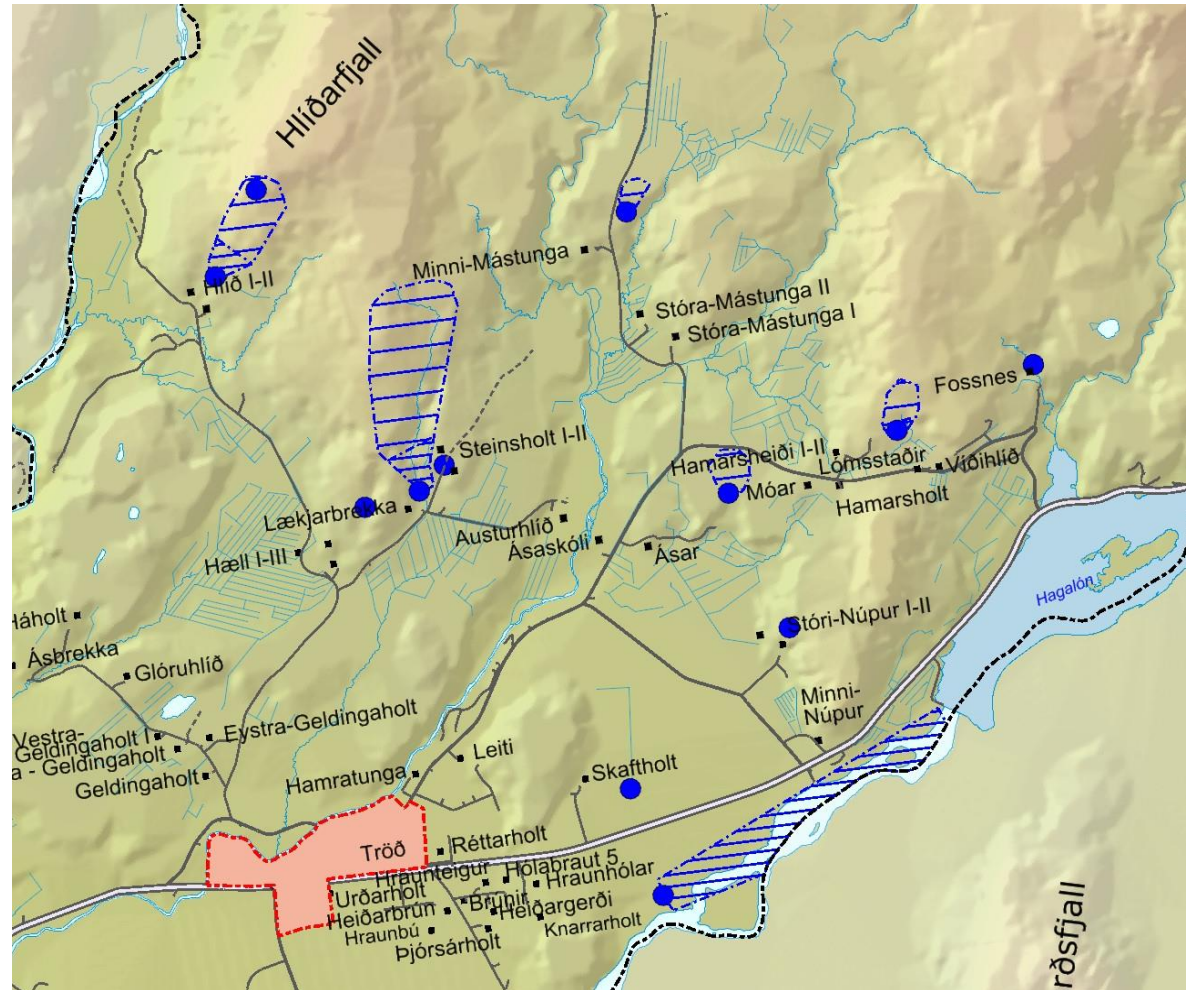 Hlíðarfjall
Minni-Mástunga
Hlíð I-II
Stóra-Mástunga II
Stóra-Mástunga I
Fossnes
Steinsholt I-II
Hamarsheiði I-II
Lómsstaðir
Víðihlíð
Móar
Hamarsholt
Lækjarbrekka
Austurhlíð
Ásaskóli
Ásar
Hæll I-III
Hagalón
Háholt
Stóri-Núpur I-II
Ásbrekka
Glóruhlíð
Minni-
Núpur
Eystra-Geldingaholt
Vestra-
Geldingaholt I
a - Geldingaholt
Geldingaholt
Leiti
Hamratunga
Skaftholt
Tröð
Réttarholt
Hraunteigur
Hólabraut 5
Hraunhólar
Urðarholt
Brúnir
Heiðarbrún
Heiðargerði
Hraunbú
Knarrarholt
Þjórsárholt
rðsfjall